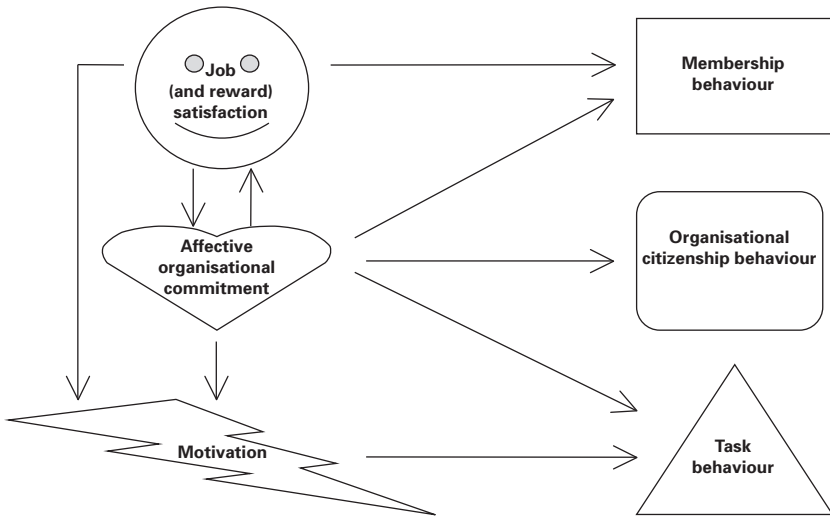 Job
(and reward)
satisfaction
Membership
behaviour
Affective
organisational
commitment
Organisational
citizenship behaviour
Motivation
Task
behaviour